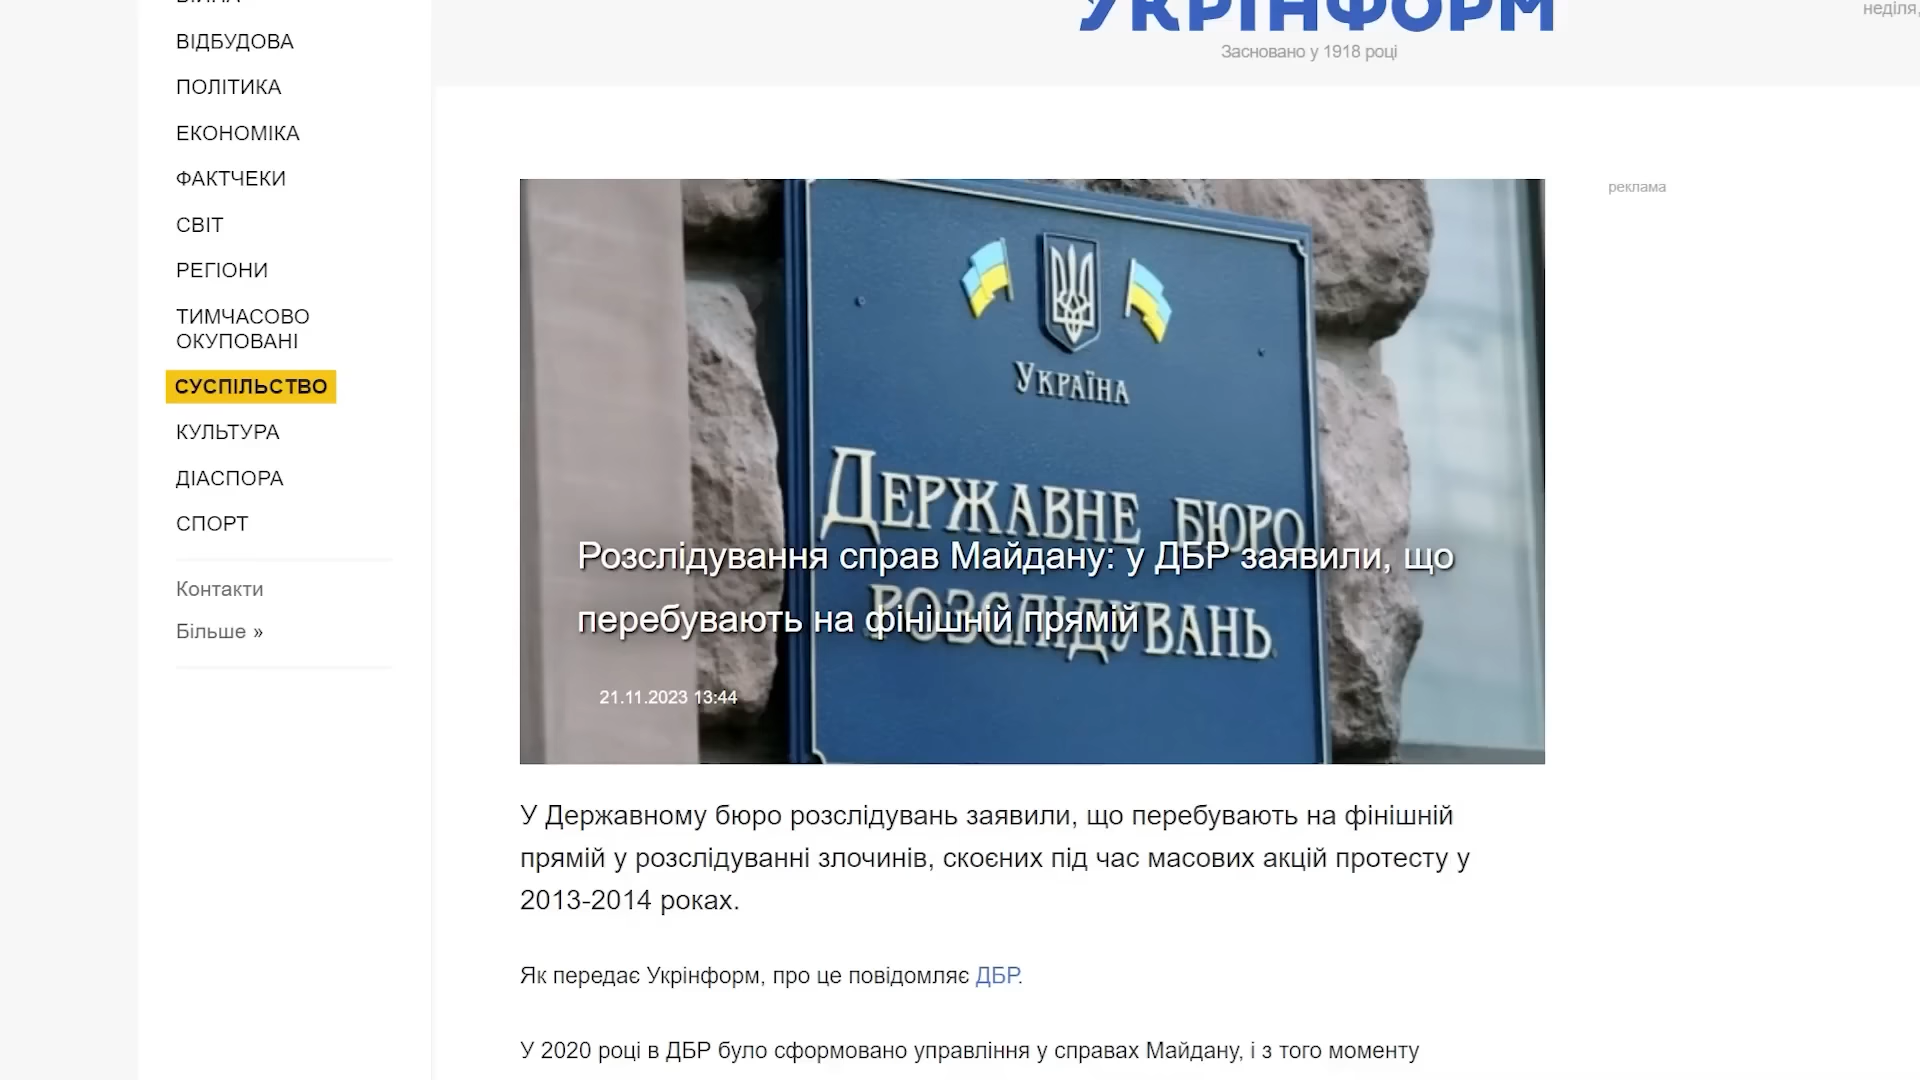 ВІДБУДОВА
ПОЛІТИКА
ЕКОНОМІКА
ФАКТЧЕКИ
СВІТ
РЕГІОНИ
ТИМЧАСОВО
ОКУПОВАНІ
СУСПІЛЬСТВО
КУЛЬТУРА
ДІАСПОРА
СПОРТ
Контакти
Більше »
УКРІНФОРМ
Засновано у 1918 році
неділя,
реклама
УКРАЇНА
ДЕРЖАВНЕ БЮРО
РОЗСЛІДУВАНЬ
Розслідування справ Майдану: у ДБР заявили, що
перебувають на фінішній прямій
21.11.2023 13:44
У Державному бюро розслідувань заявили, що перебувають на фінішній
прямій у розслідуванні злочинів, скоєних під час масових акцій протесту у
2013-2014 роках.
Як передає Укрінформ, про це повідомляє ДБР.
У 2020 році в ДБР було сформовано управління у справах Майдану, і з того моменту